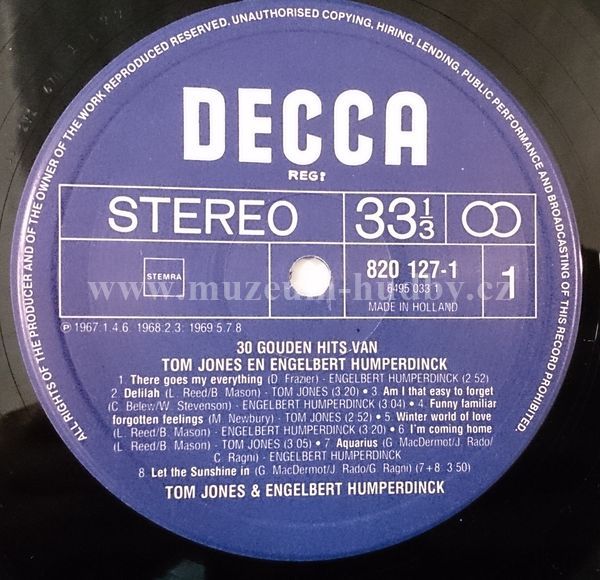 ALL RIGHTS OF THE PRODUCER AND OF THE OWNER OF THE WORK REPRODUCED RESERVED. UNAUTHORISED COPYING, HIRING, LENDING, PUBLIC PERFORMANCE AND BROADCASTING OF THIS RECORD PROHIBITED.
DECCA
REGᴰ
STEREO 33⅓
STEMRA
820 127-1
6495 033 1
MADE IN HOLLAND
1
www.muzeum-hudby.cz
℗ 1967:1.4.6. 1968:2.3: 1969 5.7.8
30 GOUDEN HITS VAN
TOM JONES EN ENGELBERT HUMPERDINCK
1 There goes my everything (D. Frazier) - ENGELBERT HUMPERDINCK (2 52)
2 Delilah (L. Reed/B. Mason) - TOM JONES (3 20) • 3. Am I that easy to forget
(C. Belew/W. Stevenson) - ENGELBERT HUMPERDINCK (3:04) • 4. Funny familiar
forgotten feelings (M. Newbury) - TOM JONES (2 52) • 5 Winter world of love
(L. Reed/B. Mason) - ENGELBERT HUMPERDINCK (3 20) • 6 I'm coming home
(L. Reed/B. Mason) - TOM JONES (3 05) • 7 Aquarius (G. MacDermot/J. Rado/
C. Ragni) - ENGELBERT HUMPERDINCK
8 Let the Sunshine in (G. MacDermot/J. Rado/G. Ragni) (7+8: 3 50)
TOM JONES & ENGELBERT HUMPERDINCK